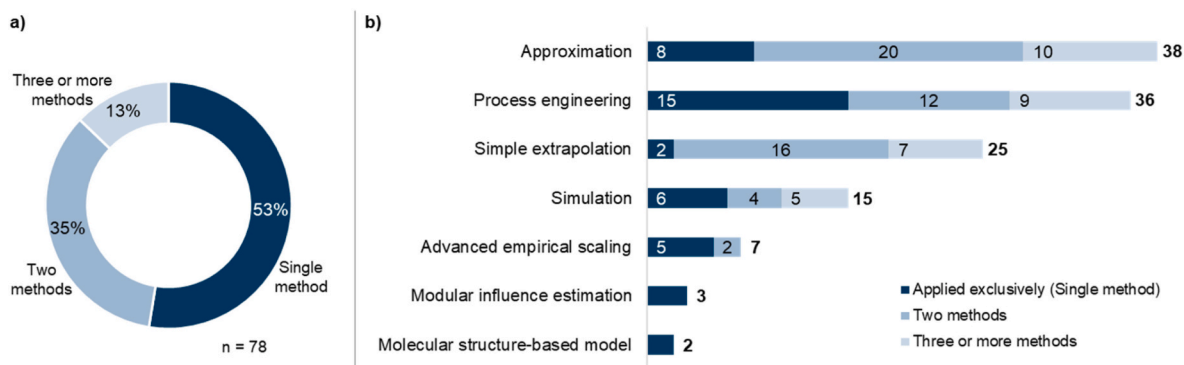 a)
Three or more
methods
13%
35%
53%
Two
methods
Single
method
n = 78
b)
Approximation 8 20 10 38
Process engineering 15 12 9 36
Simple extrapolation 2 16 7 25
Simulation 6 4 5 15
Advanced empirical scaling 5 2 7
Modular influence estimation 3
Molecular structure-based model 2
Applied exclusively (Single method)
Two methods
Three or more methods